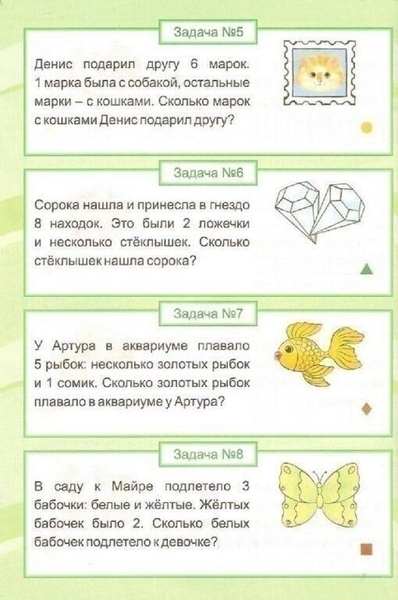 Задача №5
Денис подарил другу 6 марок.
1 марка была с собакой, остальные
марки – с кошками. Сколько марок
с кошками Денис подарил другу?
Задача №6
Сорока нашла и принесла в гнездо
8 находок. Это были 2 ложечки
и несколько стёклышек. Сколько
стёклышек нашла сорока?
Задача №7
У Артура в аквариуме плавало
5 рыбок: несколько золотых рыбок
и 1 сомик. Сколько золотых рыбок
плавало в аквариуме у Артура?
Задача №8
В саду к Майре подлетело 3
бабочки: белые и жёлтые. Жёлтых
бабочек было 2. Сколько белых
бабочек подлетело к девочке?